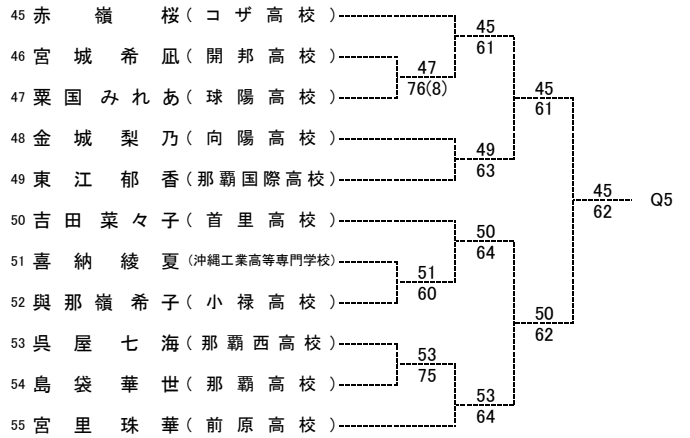 45 赤嶺桜(コザ高校)
45
61
46 宮城希凪(開邦高校)
47
76(8)
47 粟国みれあ(球陽高校)
45
61
48 金城梨乃(向陽高校)
49
63
49 東江郁香(那覇国際高校)
45
62
Q5
50 吉田菜々子(首里高校)
50
64
51 喜納綾夏(沖縄工業高等専門学校)
51
60
52 與那嶺希子(小禄高校)
50
62
53 呉屋七海(那覇西高校)
53
75
54 島袋華世(那覇高校)
53
64
55 宮里珠華(前原高校)